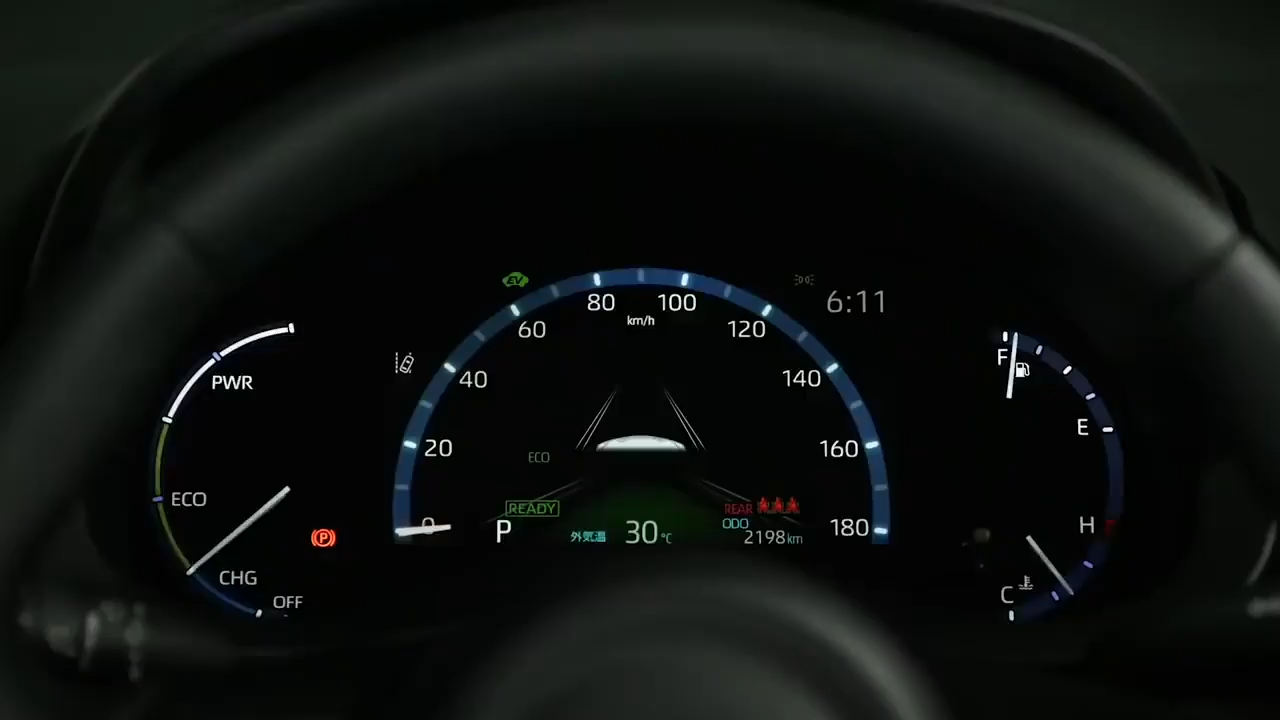 EV
6:11
80
100
km/h
60
120
F
PWR
40
140
E
20
160
ECO
ECO
READY
REAR
ODO
H
0
180
P
外気温
30
℃
2198km
(P)
CHG
C
OFF